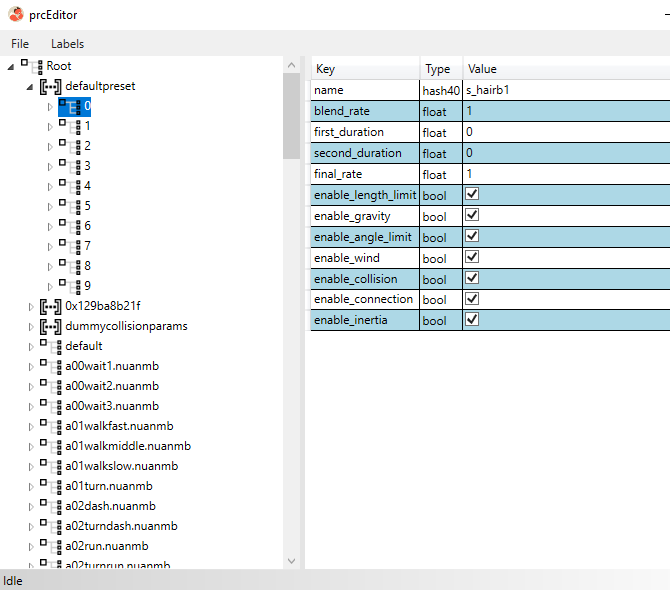 prcEditor
File Labels
Root
defaultpreset
0
1
2
3
4
5
6
7
8
9
0x129ba8b21f
dummycollisionparams
default
a00wait1.nuanmb
a00wait2.nuanmb
a00wait3.nuanmb
a01walkfast.nuanmb
a01walkmiddle.nuanmb
a01walkslow.nuanmb
a01turn.nuanmb
a02dash.nuanmb
a02turndash.nuanmb
a02run.nuanmb
a02turnrun.nuanmb
Key Type Value
name hash40 s_hairb1
blend_rate float 1
first_duration float 0
second_duration float 0
final_rate float 1
enable_length_limit bool
enable_gravity bool
enable_angle_limit bool
enable_wind bool
enable_collision bool
enable_connection bool
enable_inertia bool
Idle